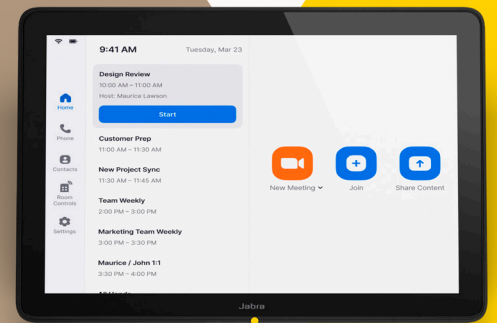 9:41 AM
Tuesday, Mar 23
Design Review
10:00 AM – 11:00 AM
Host: Maurice Lawson
Start
Customer Prep
11:00 AM – 11:30 AM
New Project Sync
11:30 AM – 11:45 AM
Team Weekly
2:00 PM – 3:00 PM
Marketing Team Weekly
3:00 PM – 3:30 PM
Maurice / John 1:1
3:30 PM – 4:00 PM
Home
Phone
Contacts
Room
Controls
Settings
New Meeting
Join
Share Content
Jabra